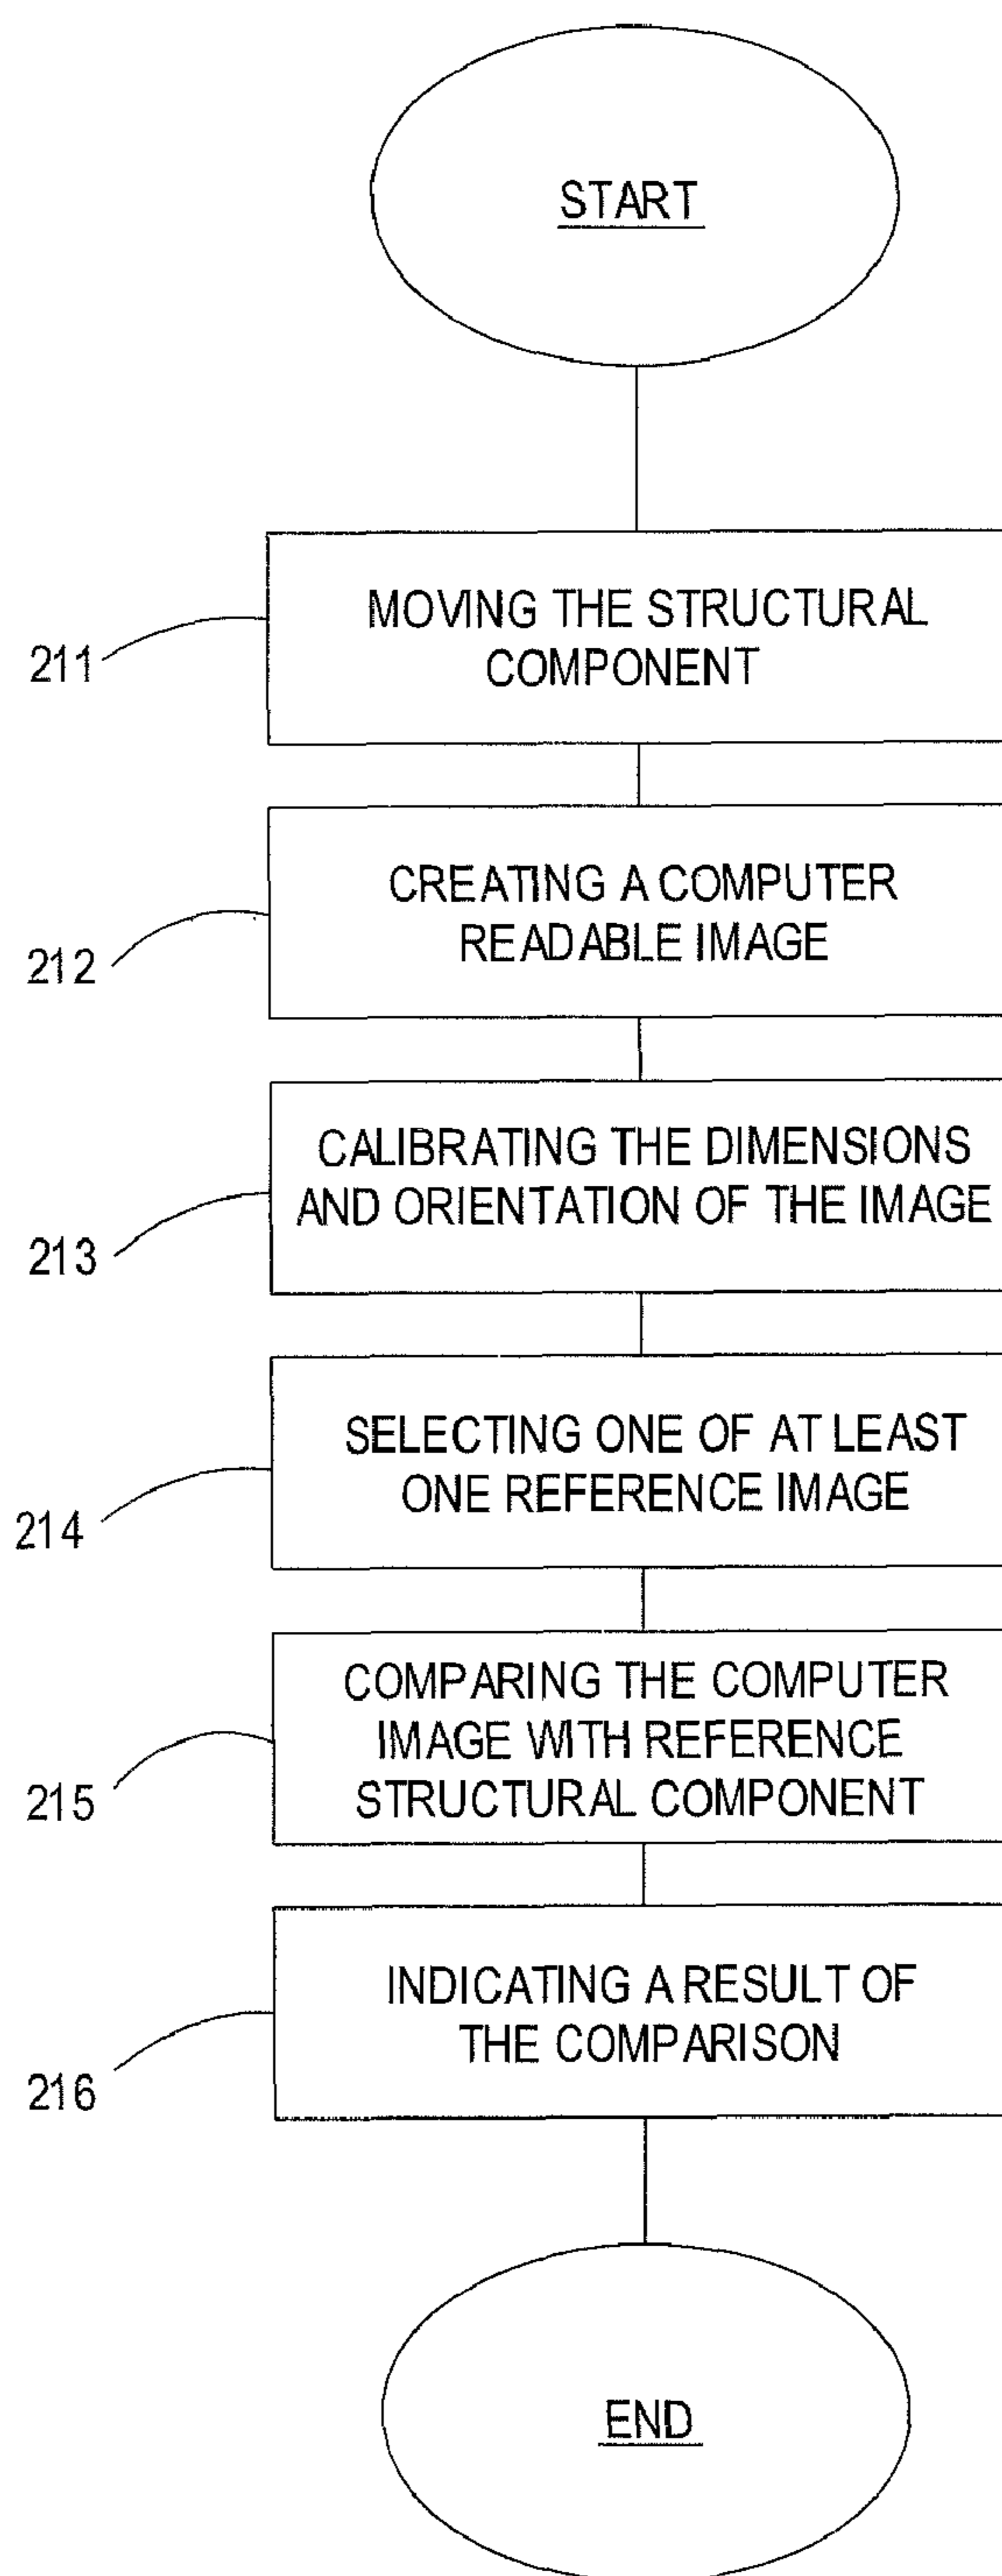 START
211
MOVING THE STRUCTURAL
COMPONENT
212
CREATING A COMPUTER
READABLE IMAGE
213
CALIBRATING THE DIMENSIONS
AND ORIENTATION OF THE IMAGE
214
SELECTING ONE OF AT LEAST
ONE REFERENCE IMAGE
215
COMPARING THE COMPUTER
IMAGE WITH REFERENCE
STRUCTURAL COMPONENT
216
INDICATING A RESULT OF
THE COMPARISON
END